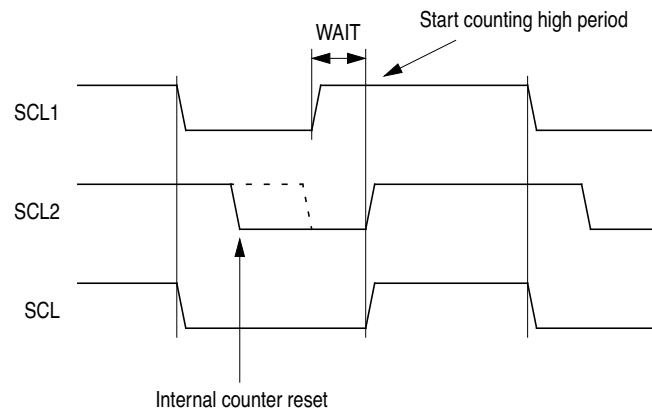 Start counting high period
WAIT
SCL1
SCL2
SCL
Internal counter reset